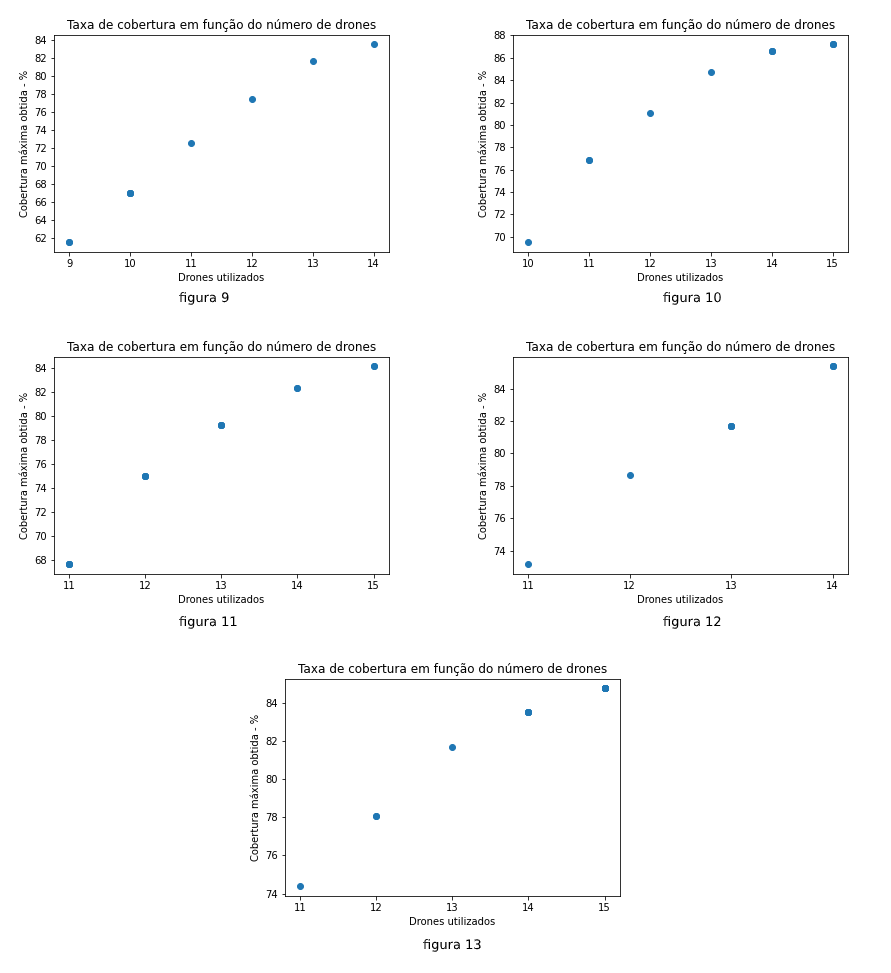 Taxa de cobertura em função do número de drones
84
82
80
78
76
74
72
70
68
66
64
62
Cobertura máxima obtida - %
9 10 11 12 13 14
Drones utilizados
figura 9
Taxa de cobertura em função do número de drones
88
86
84
82
80
78
76
74
72
70
Cobertura máxima obtida - %
10 11 12 13 14 15
Drones utilizados
figura 10
Taxa de cobertura em função do número de drones
84
82
80
78
76
74
72
70
68
Cobertura máxima obtida - %
11 12 13 14 15
Drones utilizados
figura 11
Taxa de cobertura em função do número de drones
84
82
80
78
76
74
Cobertura máxima obtida - %
11 12 13 14
Drones utilizados
figura 12
Taxa de cobertura em função do número de drones
84
82
80
78
76
74
Cobertura máxima obtida - %
11 12 13 14 15
Drones utilizados
figura 13